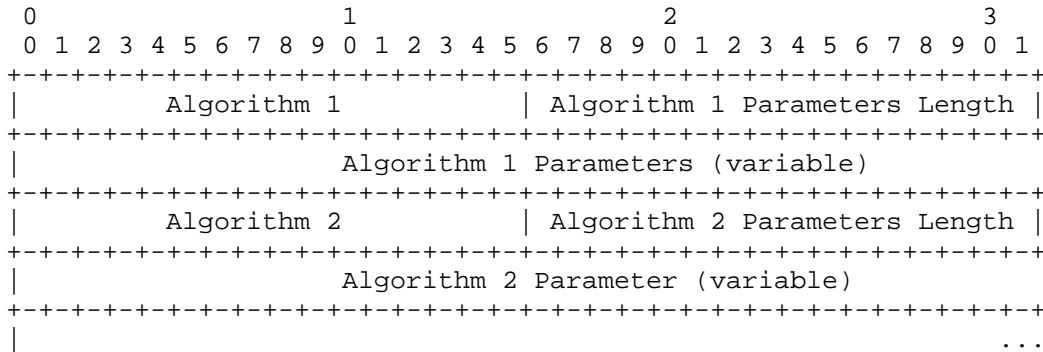 0                   1                   2                   3
 0 1 2 3 4 5 6 7 8 9 0 1 2 3 4 5 6 7 8 9 0 1 2 3 4 5 6 7 8 9 0 1
+-+-+-+-+-+-+-+-+-+-+-+-+-+-+-+-+-+-+-+-+-+-+-+-+-+-+-+-+-+-+-+-+
|         Algorithm 1           | Algorithm 1 Parameters Length |
+-+-+-+-+-+-+-+-+-+-+-+-+-+-+-+-+-+-+-+-+-+-+-+-+-+-+-+-+-+-+-+-+
|                    Algorithm 1 Parameters (variable)
+-+-+-+-+-+-+-+-+-+-+-+-+-+-+-+-+-+-+-+-+-+-+-+-+-+-+-+-+-+-+-+-+
|         Algorithm 2           | Algorithm 2 Parameters Length |
+-+-+-+-+-+-+-+-+-+-+-+-+-+-+-+-+-+-+-+-+-+-+-+-+-+-+-+-+-+-+-+-+
|                    Algorithm 2 Parameter (variable)
+-+-+-+-+-+-+-+-+-+-+-+-+-+-+-+-+-+-+-+-+-+-+-+-+-+-+-+-+-+-+-+-+
|                                                             ...